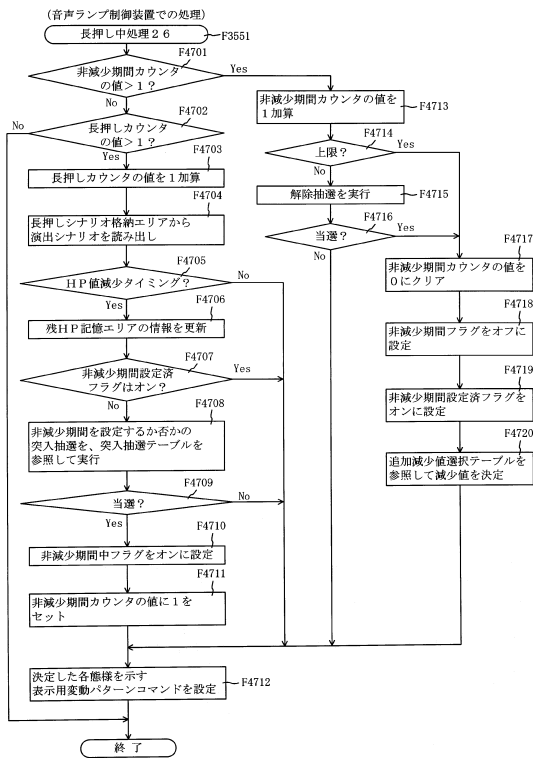 （音声ランプ制御装置での処理）
長押し中処理２６
F3551
F4701
非減少期間カウンタ
の値＞１？
Yes
No
F4702
長押しカウンタ
の値＞１？
No
Yes
F4703
長押しカウンタの値を１加算
F4704
長押しシナリオ格納エリアから
演出シナリオを読み出し
F4705
ＨＰ値減少タイミング？
No
Yes
F4706
残ＨＰ記憶エリアの情報を更新
F4707
非減少期間設定済
フラグはオン？
Yes
No
F4708
非減少期間を設定するか否かの
突入抽選を、突入抽選テーブルを
参照して実行
F4709
当選？
No
Yes
F4710
非減少期間中フラグをオンに設定
F4711
非減少期間カウンタの値に１を
セット
決定した各態様を示す
表示用変動パターンコマンドを設定
F4712
終 了
非減少期間カウンタの値を
１加算
F4713
F4714
上限？
Yes
No
解除抽選を実行
F4715
F4716
当選？
Yes
No
F4717
非減少期間カウンタの値を
０にクリア
F4718
非減少期間フラグをオフに
設定
F4719
非減少期間設定済フラグを
オンに設定
F4720
追加減少値選択テーブルを
参照して減少値を決定